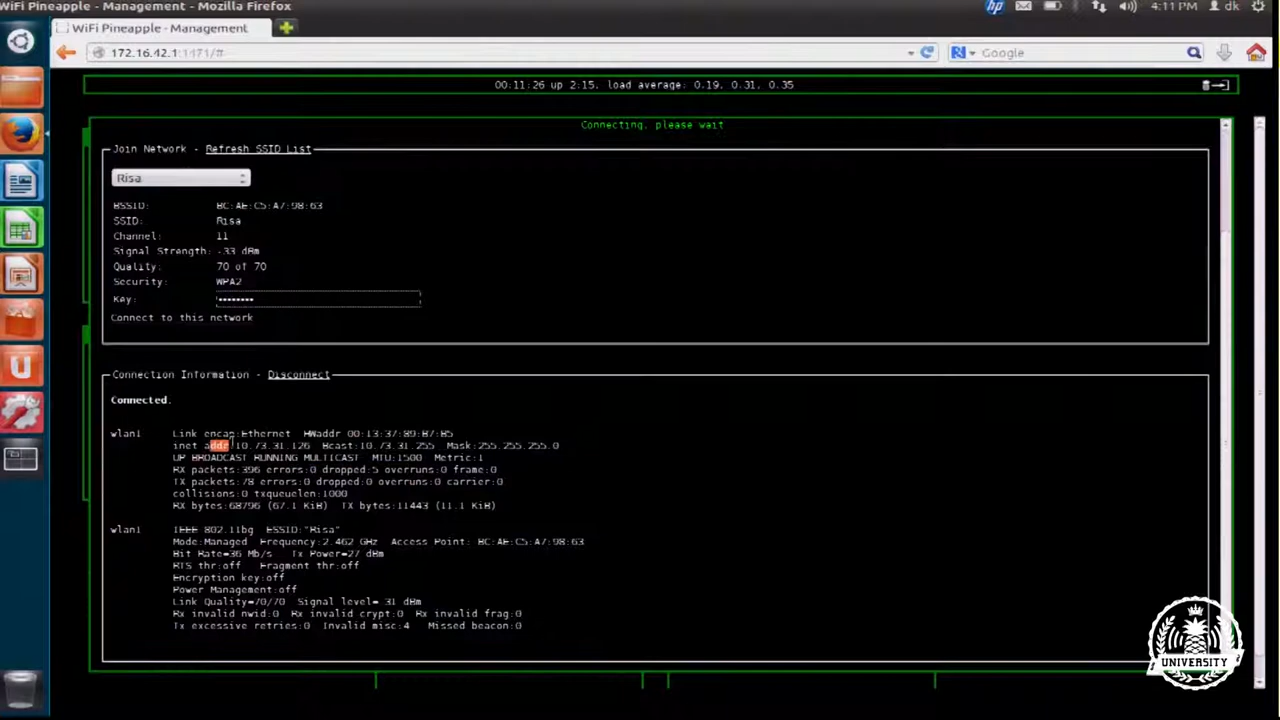 WiFi Pineapple - Management - Mozilla Firefox
4:11 PM
dk
WiFi Pineapple - Management
172.16.42.1:1471/#
Google
00:11:26 up 2:15, load average: 0.19, 0.31, 0.35
Connecting, please wait
Join Network - Refresh SSID List
Risa
BSSID: BC:AE:C5:A7:98:63
SSID: Risa
Channel: 11
Signal Strength: -33 dBm
Quality: 70 of 70
Security: WPA2
Key: ••••••••
Connect to this network
Connection Information - Disconnect
Connected.
wlan1 Link encap:Ethernet HWaddr 00:13:37:89:B7:B5
inet addr:10.73.31.126 Bcast:10.73.31.255 Mask:255.255.255.0
UP BROADCAST RUNNING MULTICAST MTU:1500 Metric:1
RX packets:396 errors:0 dropped:5 overruns:0 frame:0
TX packets:78 errors:0 dropped:0 overruns:0 carrier:0
collisions:0 txqueuelen:1000
RX bytes:68796 (67.1 KiB) TX bytes:11443 (11.1 KiB)
wlan1 IEEE 802.11bg ESSID:"Risa"
Mode:Managed Frequency:2.462 GHz Access Point: BC:AE:C5:A7:98:63
Bit Rate=36 Mb/s Tx Power=27 dBm
RTS thr:off Fragment thr:off
Encryption key:off
Power Management:off
Link Quality=70/70 Signal level=-31 dBm
Rx invalid nwid:0 Rx invalid crypt:0 Rx invalid frag:0
Tx excessive retries:0 Invalid misc:4 Missed beacon:0
UNIVERSITY